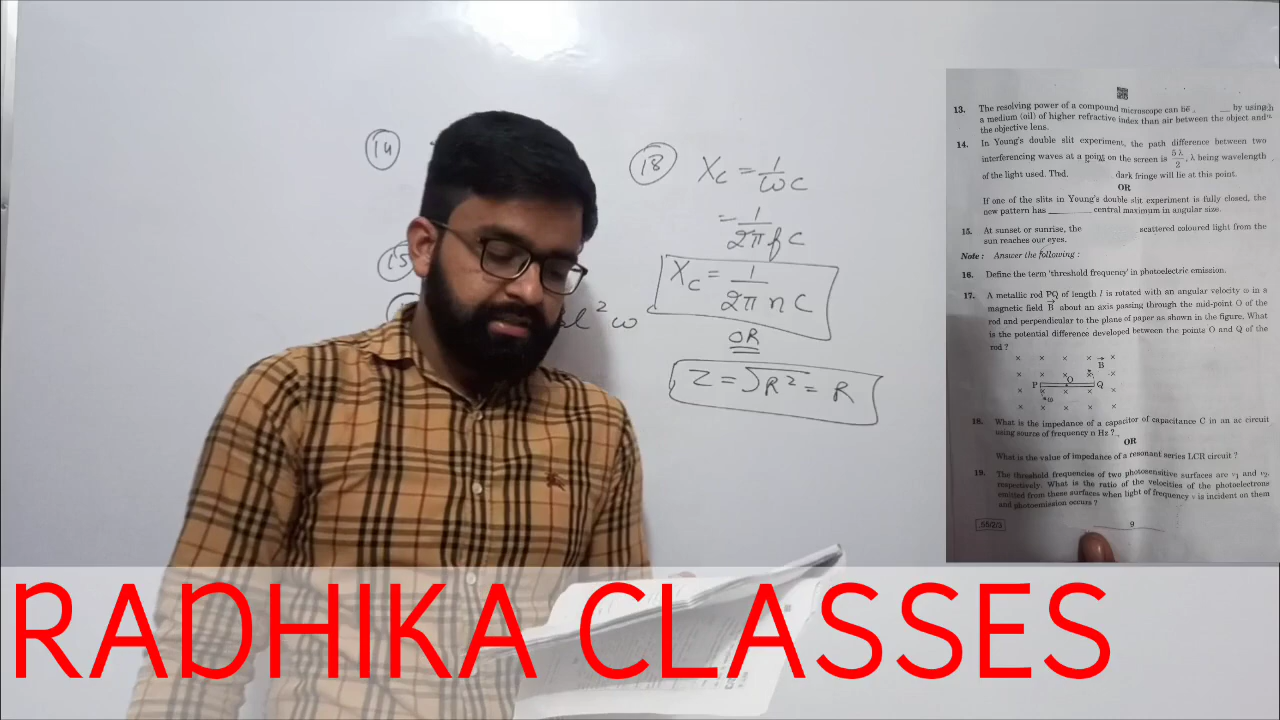 14
15
l²ω
18 X_C = 1/ωC
= 1/2πfC
X_C = 1/2πnC
OR
Z = √R² = R
13. The resolving power of a compound microscope can be ____ by using
a medium (oil) of higher refractive index than air between the object and
the objective lens.
14. In Young's double slit experiment, the path difference between two
interfering waves at a point on the screen is 5λ/2, λ being wavelength
of the light used. The dark fringe will lie at this point.
OR
If one of the slits in Young's double slit experiment is fully closed, the
new pattern has ________ central maximum in angular size.
15. At sunset or sunrise, the scattered coloured light from the
sun reaches our eyes.
Note : Answer the following :
16. Define the term 'threshold frequency' in photoelectric emission.
17. A metallic rod PQ of length l is rotated with an angular velocity ω in a
magnetic field B⃗ about an axis passing through the mid-point O of the
rod and perpendicular to the plane of paper as shown in the figure. What
is the potential difference developed between the points O and Q of the
rod ?
× × × × ×
B⃗
× × × × ×
P O Q
× × × ×
ω
× × × × ×
18. What is the impedance of a capacitor of capacitance C in an ac circuit
using source of frequency n Hz ?
OR
What is the value of impedance of a resonant series LCR circuit ?
19. The threshold frequencies of two photosensitive surfaces are ν₁ and ν₂,
respectively. What is the ratio of the velocities of the photoelectrons
emitted from these surfaces when light of frequency ν is incident on them
and photoemission occurs ?
.55/2/3
9
RADHIKA CLASSES